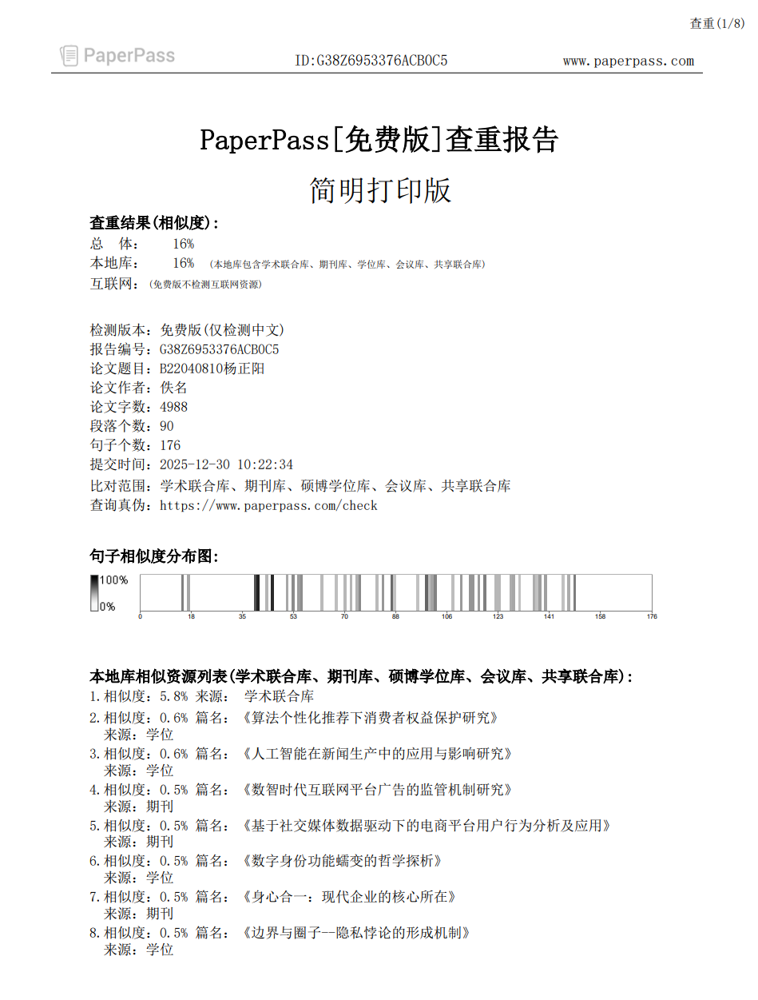 查重(1/8)
PaperPass ID:G38Z6953376ACB0C5 www.paperpass.com
PaperPass[免费版]查重报告
简明打印版
查重结果(相似度):
总 体: 16%
本地库: 16% (本地库包含学术联合库、期刊库、学位库、会议库、共享联合库)
互联网: (免费版不检测互联网资源)
检测版本: 免费版(仅检测中文)
报告编号: G38Z6953376ACB0C5
论文题目: B22040810杨正阳
论文作者: 佚名
论文字数: 4988
段落个数: 90
句子个数: 176
提交时间: 2025-12-30 10:22:34
比对范围: 学术联合库、期刊库、硕博学位库、会议库、共享联合库
查询真伪: https://www.paperpass.com/check
句子相似度分布图:
100%
0%
0 18 35 53 70 88 106 123 141 158 176
本地库相似资源列表(学术联合库、期刊库、硕博学位库、会议库、共享联合库):
1.相似度: 5.8% 来源: 学术联合库
2.相似度: 0.6% 篇名: 《算法个性化推荐下消费者权益保护研究》
来源: 学位
3.相似度: 0.6% 篇名: 《人工智能在新闻生产中的应用与影响研究》
来源: 学位
4.相似度: 0.5% 篇名: 《数智时代互联网平台广告的监管机制研究》
来源: 期刊
5.相似度: 0.5% 篇名: 《基于社交媒体数据驱动下的电商平台用户行为分析及应用》
来源: 期刊
6.相似度: 0.5% 篇名: 《数字身份功能蠕变的哲学探析》
来源: 学位
7.相似度: 0.5% 篇名: 《身心合一: 现代企业的核心所在》
来源: 期刊
8.相似度: 0.5% 篇名: 《边界与圈子--隐私悖论的形成机制》
来源: 学位